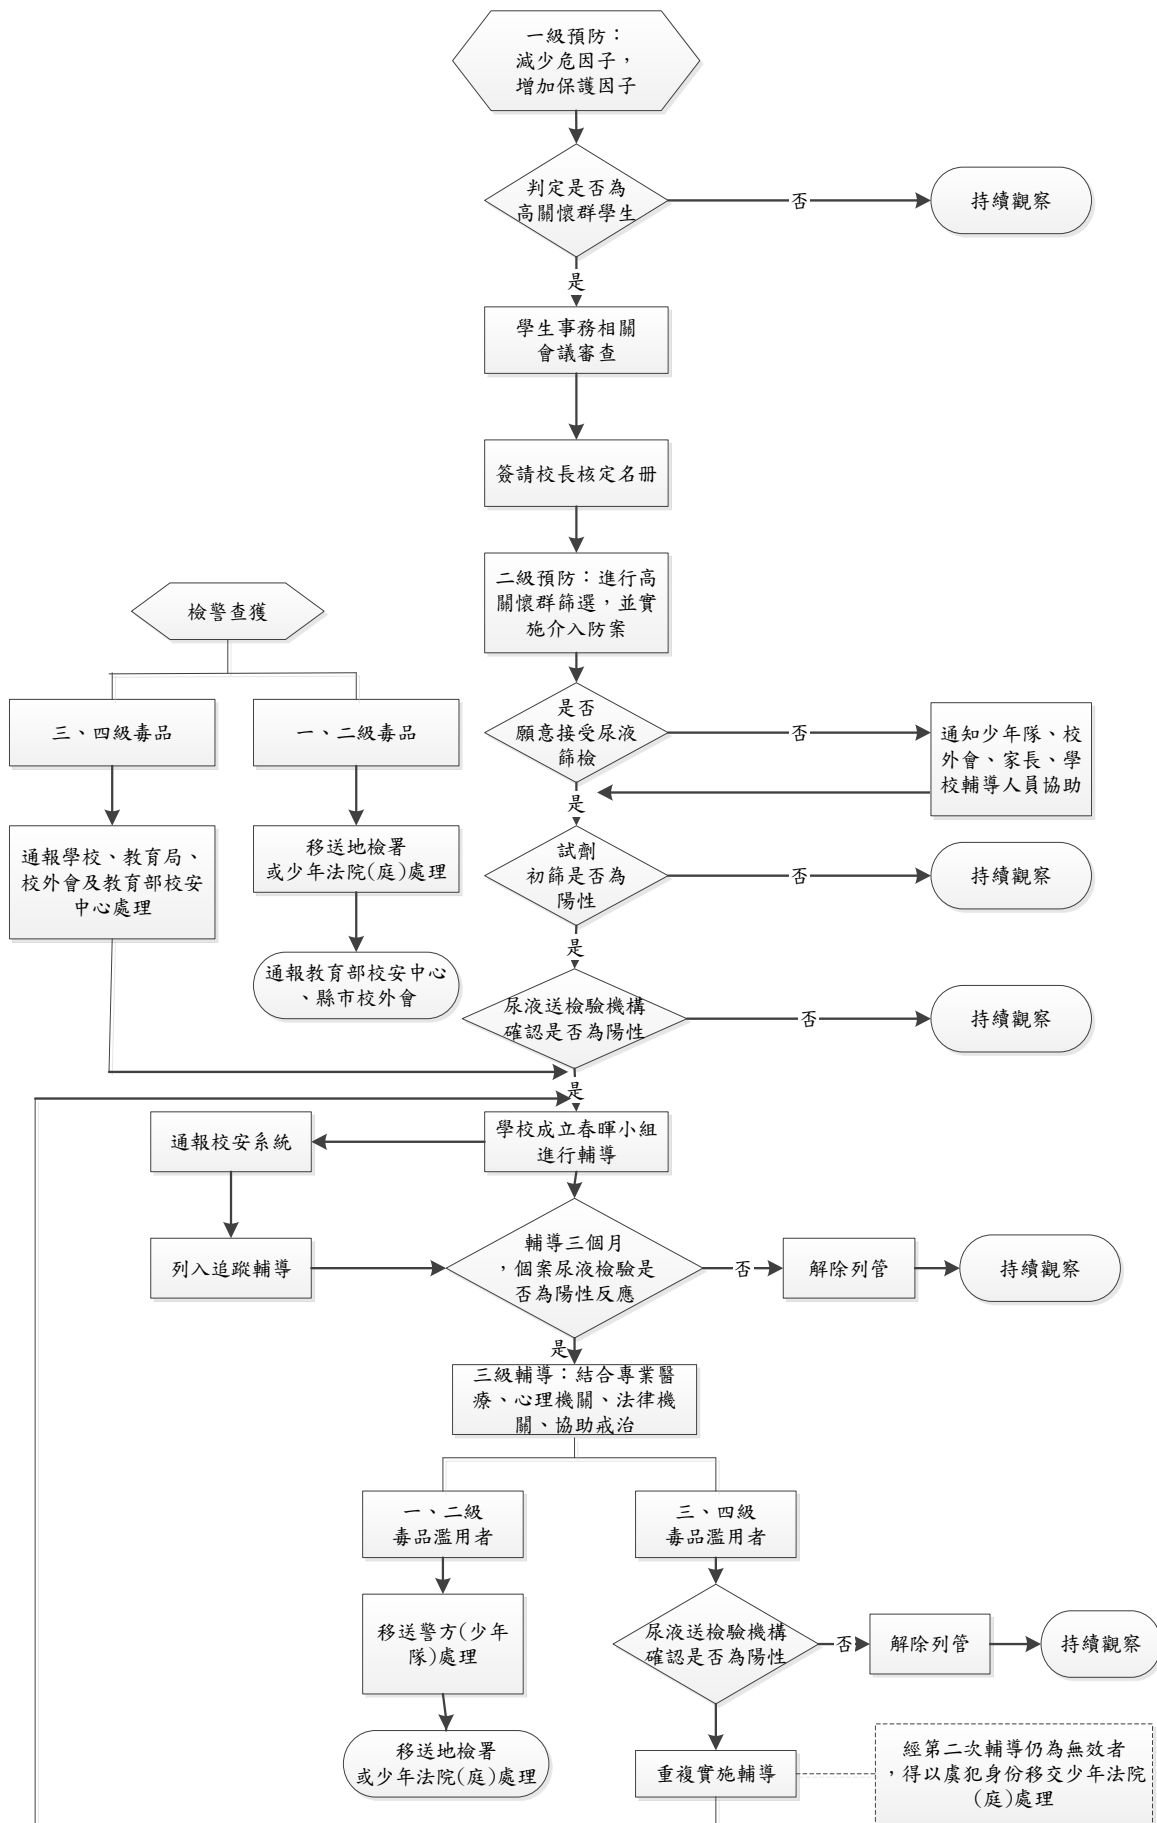 一級預防：
減少危因子，
增加保護因子
判定是否為
高關懷群學生
否
持續觀察
是
學生事務相關
會議審查
簽請校長核定名冊
二級預防：進行高
關懷群篩選，並實
施介入防案
檢警查獲
三、四級毒品
一、二級毒品
是否
願意接受尿液
篩檢
否
通知少年隊、校
外會、家長、學
校輔導人員協助
是
通報學校、教育局、
校外會及教育部校安
中心處理
移送地檢署
或少年法院(庭)處理
試劑
初篩是否為
陽性
否
持續觀察
是
通報教育部校安中心
、縣市校外會
尿液送檢驗機構
確認是否為陽性
否
持續觀察
是
通報校安系統
學校成立春暉小組
進行輔導
列入追蹤輔導
輔導三個月
，個案尿液檢驗是
否為陽性反應
否
解除列管
持續觀察
是
三級輔導：結合專業醫
療、心理機關、法律機
關、協助戒治
一、二級
毒品濫用者
三、四級
毒品濫用者
移送警方(少年
隊)處理
尿液送檢驗機構
確認是否為陽性
否
解除列管
持續觀察
移送地檢署
或少年法院(庭)處理
重複實施輔導
經第二次輔導仍為無效者
，得以虞犯身份移交少年法院
(庭)處理